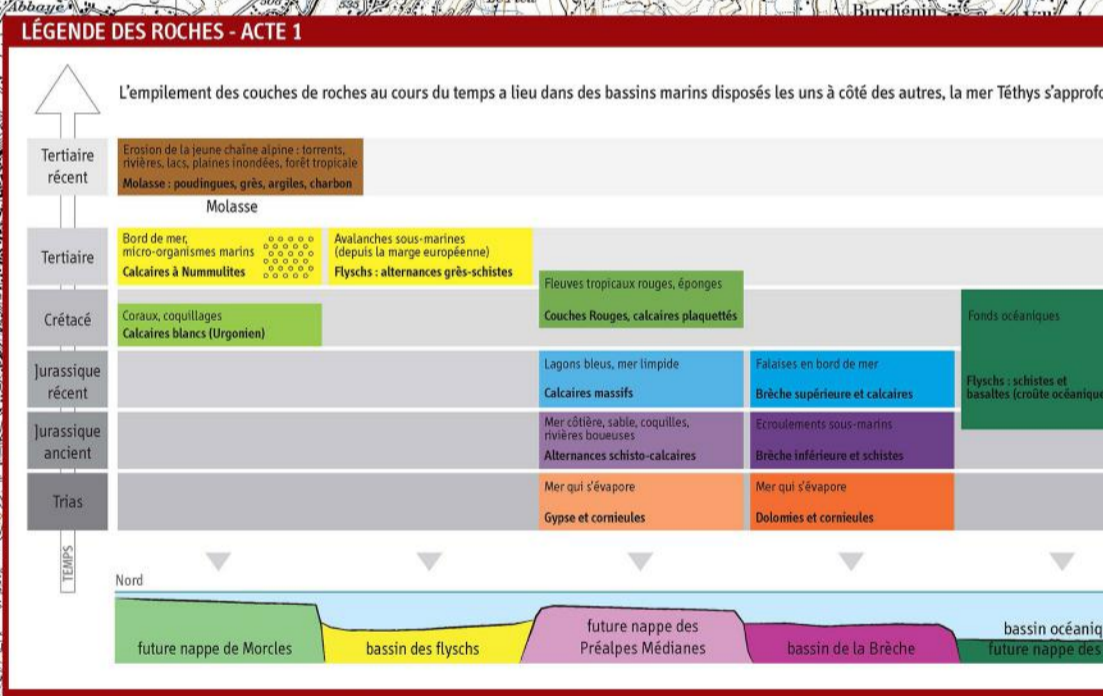 Abbaye
Burdignin
LÉGENDE DES ROCHES - ACTE 1
L'empilement des couches de roches au cours du temps a lieu dans des bassins marins disposés les uns à côté des autres, la mer Téthys s'approfo
Tertiaire
récent
Erosion de la jeune chaîne alpine : torrents,
rivières, lacs, plaines inondées, forêt tropicale
Molasse : poudingues, grès, argiles, charbon
Molasse
Tertiaire
Bord de mer,
micro-organismes marins
Calcaires à Nummulites
Avalanches sous-marines
(depuis la marge européenne)
Flyschs : alternances grès-schistes
Crétacé
Coraux, coquillages
Calcaires blancs (Urgonien)
Fleuves tropicaux rouges, éponges
Couches Rouges, calcaires plaquettés
Fonds océaniques
Flyschs : schistes et
basaltes (croûte océanique
Jurassique
récent
Lagons bleus, mer limpide
Calcaires massifs
Falaises en bord de mer
Brèche supérieure et calcaires
Jurassique
ancient
Mer côtière, sable, coquilles,
rivières boueuses
Alternances schisto-calcaires
Ecroulements sous-marins
Brèche inférieure et schistes
Trias
Mer qui s'évapore
Gypse et cornieules
Mer qui s'évapore
Dolomies et cornieules
TEMPS
Nord
future nappe de Morcles
bassin des flyschs
future nappe des
Préalpes Médianes
bassin de la Brèche
bassin océaniq
future nappe des